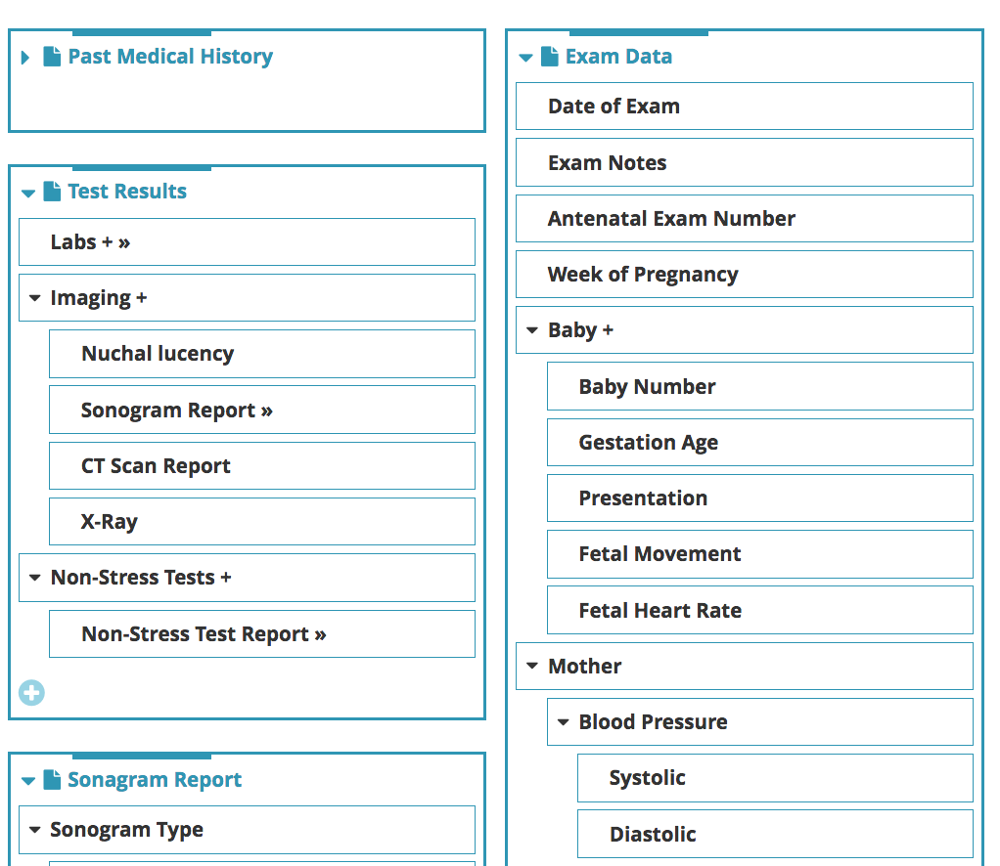 Past Medical History
Test Results
Labs + »
Imaging +
Nuchal lucency
Sonogram Report »
CT Scan Report
X-Ray
Non-Stress Tests +
Non-Stress Test Report »
Sonagram Report
Sonogram Type
Exam Data
Date of Exam
Exam Notes
Antenatal Exam Number
Week of Pregnancy
Baby +
Baby Number
Gestation Age
Presentation
Fetal Movement
Fetal Heart Rate
Mother
Blood Pressure
Systolic
Diastolic